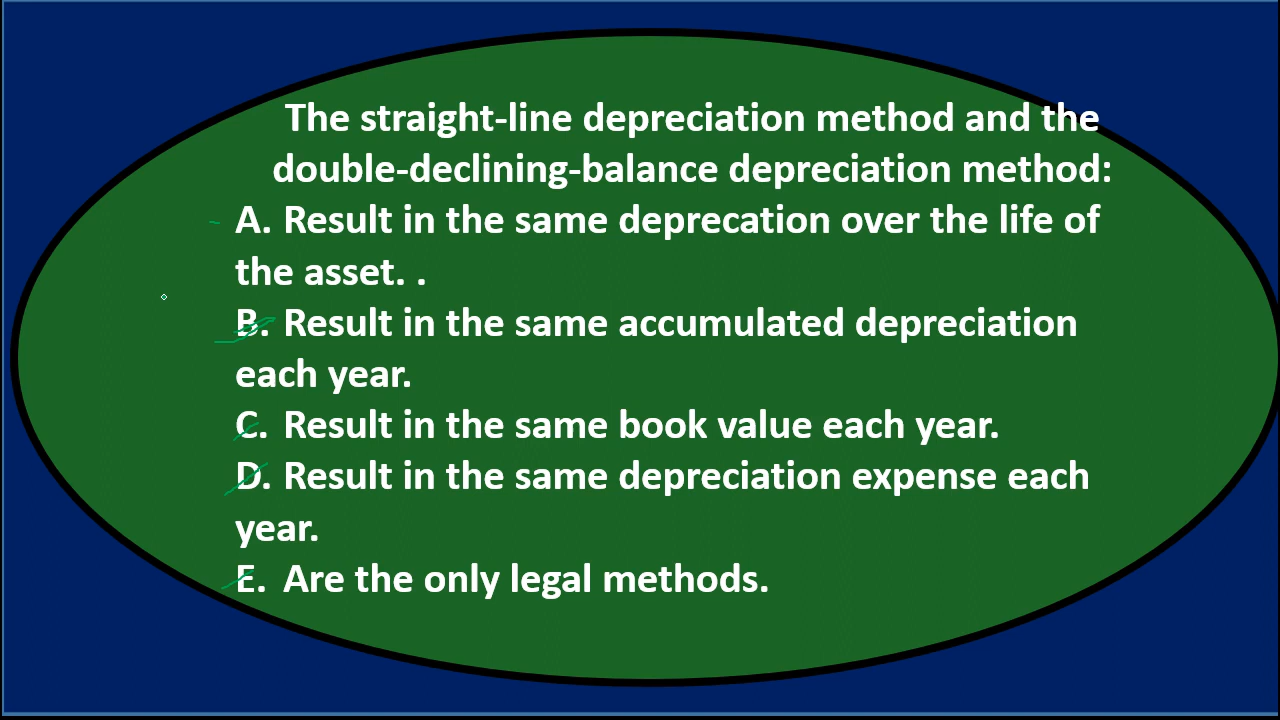 The straight-line depreciation method and the
double-declining-balance depreciation method:
A. Result in the same deprecation over the life of
the asset. .
B. Result in the same accumulated depreciation
each year.
C. Result in the same book value each year.
D. Result in the same depreciation expense each
year.
E. Are the only legal methods.